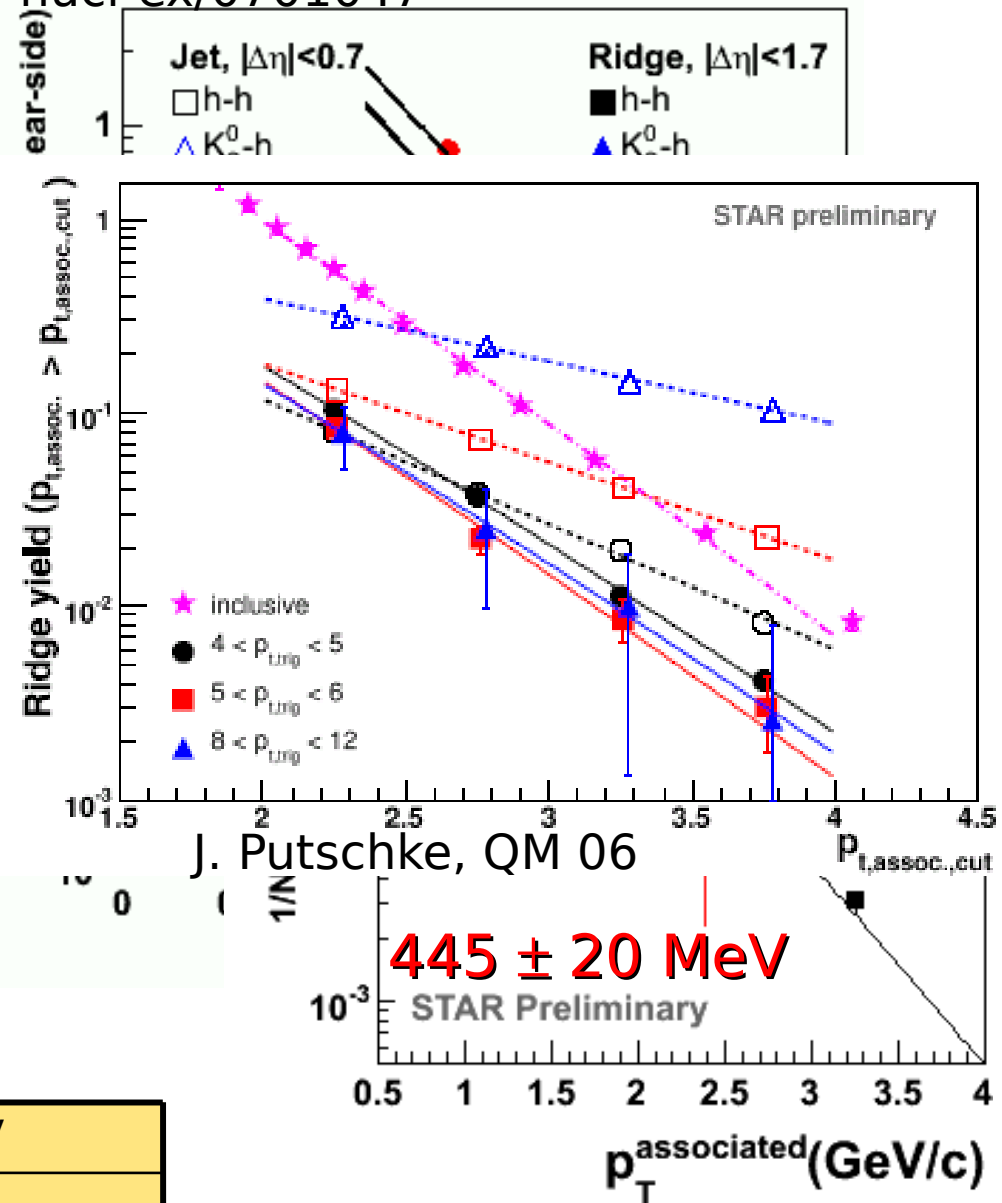 ear-side)
Jet, |Δη|<0.7
Ridge, |Δη|<1.7
h-h
h-h
1
STAR preliminary
1
10⁻¹
10⁻²
10⁻³
Ridge yield (p_t,assoc. > p_t,assoc.,cut)
inclusive
4 < p_t,trig < 5
5 < p_t,trig < 6
8 < p_t,trig < 12
1.5 2 2.5 3 3.5 4 4.5
J. Putschke, QM 06
p_t,assoc.,cut
0
1/N
445 ± 20 MeV
10⁻³
STAR Preliminary
0.5 1 1.5 2 2.5 3 3.5 4
p_T^associated(GeV/c)